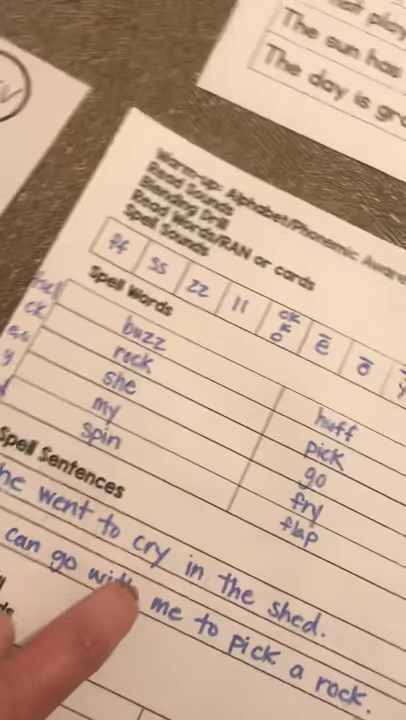 play
The sun has
The day is
Warm-up: Alphabet/Phonemic
Read Sounds
Blending Drill
Read Words/RAN or cards
Spell Sounds
ff ss zz ll ck k c ē ō
Spell Words
buzz huff
ck rock pick
she go
y my fry
spin flap
Spell Sentences
he went to cry in the shed.
can go with me to pick a rock.